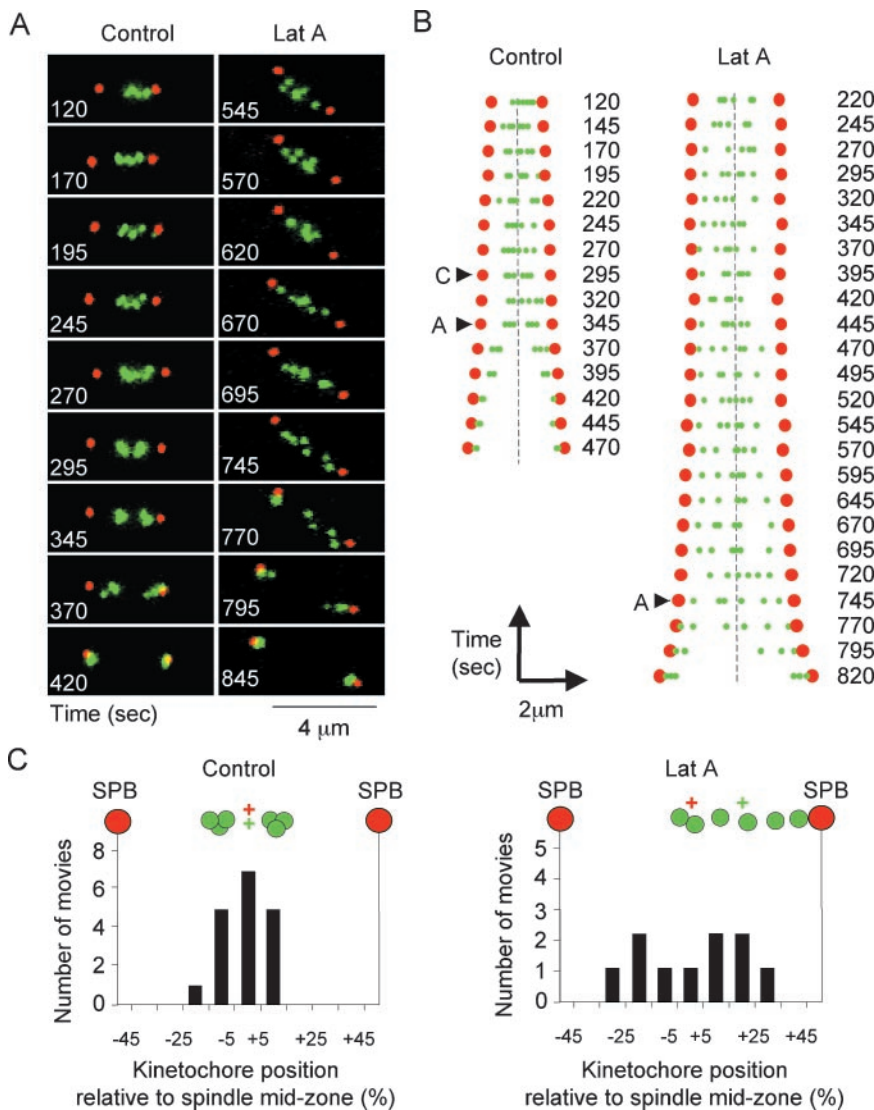 A
Control
Lat A
120
545
170
570
195
620
245
670
270
695
295
745
345
770
370
795
420
845
Time (sec)
4 μm
B
Control
Lat A
120
145
170
195
220
245
270
C
295
320
A
345
370
395
420
445
470
220
245
270
295
320
345
370
395
420
445
470
495
520
545
570
595
645
670
695
720
A
745
770
795
820
Time
(sec)
2μm
C
Control
SPB
SPB
Number of movies
8
6
4
2
0
-45
-25
-5
+5
+25
+45
Kinetochore position
relative to spindle mid-zone (%)
Lat A
SPB
SPB
Number of movies
5
4
3
2
1
0
-45
-25
-5
+5
+25
+45
Kinetochore position
relative to spindle mid-zone (%)